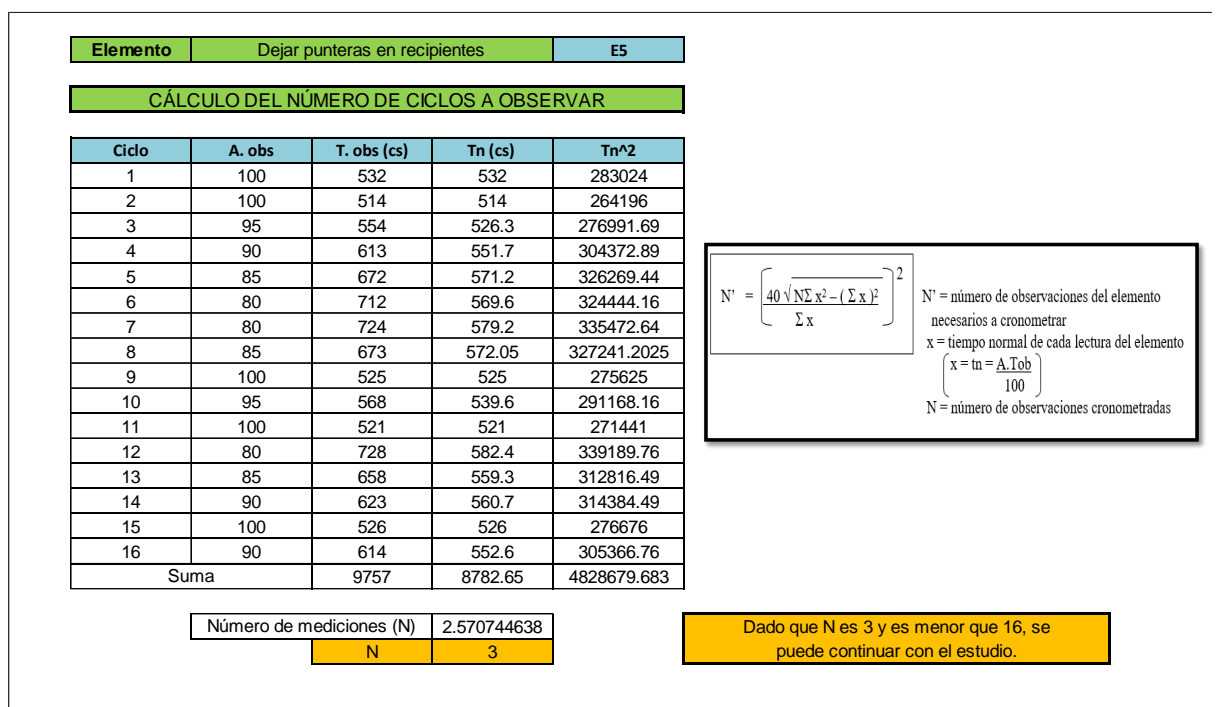 Elemento Dejar punteras en recipientes E5
CÁLCULO DEL NÚMERO DE CICLOS A OBSERVAR
Ciclo A. obs T. obs (cs) Tn (cs) Tn^2
1 100 532 532 283024
2 100 514 514 264196
3 95 554 526.3 276991.69
4 90 613 551.7 304372.89
5 85 672 571.2 326269.44
6 80 712 569.6 324444.16
7 80 724 579.2 335472.64
8 85 673 572.05 327241.2025
9 100 525 525 275625
10 95 568 539.6 291168.16
11 100 521 521 271441
12 80 728 582.4 339189.76
13 85 658 559.3 312816.49
14 90 623 560.7 314384.49
15 100 526 526 276676
16 90 614 552.6 305366.76
Suma 9757 8782.65 4828679.683
Número de mediciones (N) 2.570744638
N 3
N' = ( 40 √ NΣ x² – ( Σ x )² / Σ x ) 2
N' = número de observaciones del elemento
necesarios a cronometrar
x = tiempo normal de cada lectura del elemento
( x = tn = A.Tob
100 )
N = número de observaciones cronometradas
Dado que N es 3 y es menor que 16, se
puede continuar con el estudio.